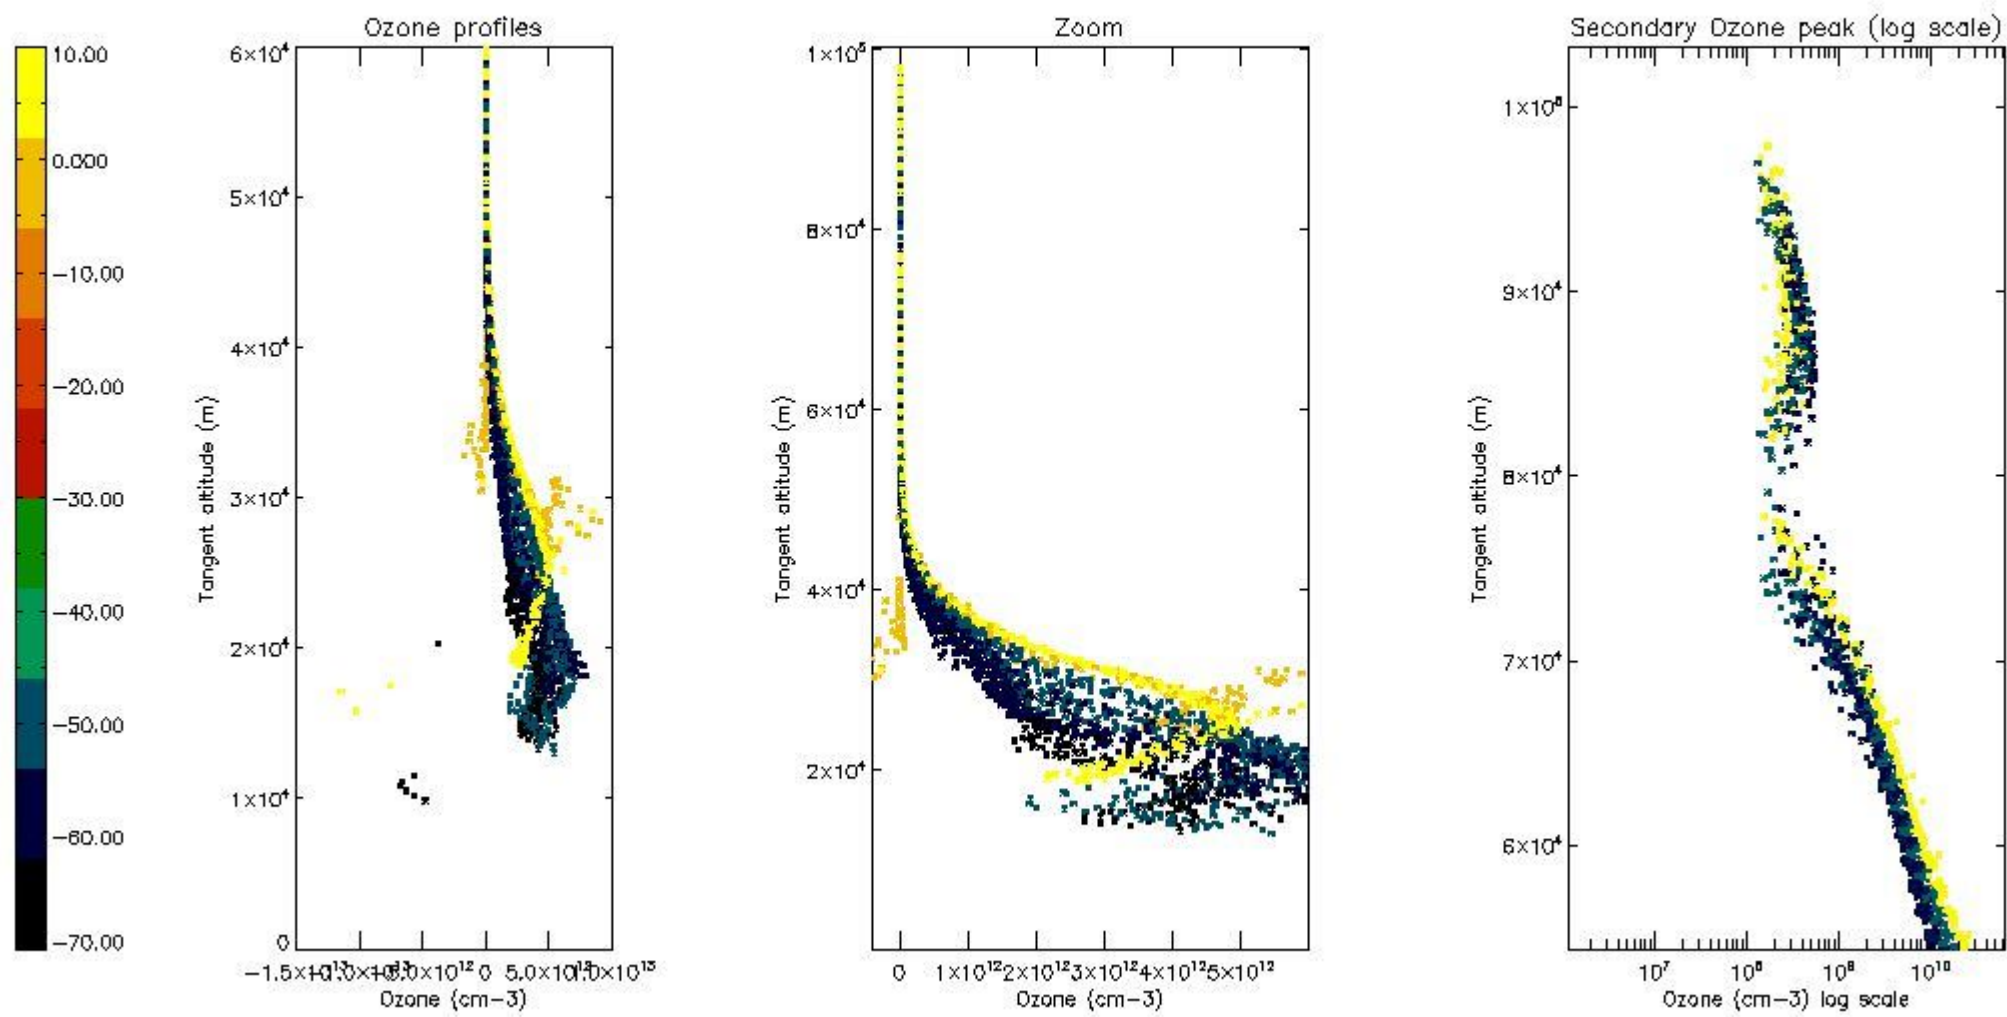 Ozone profiles
Zoom
Secondary Ozone peak (log scale)
10.00
0.000
−10.00
−20.00
−30.00
−40.00
−50.00
−60.00
−70.00
6×10⁴
5×10⁴
4×10⁴
3×10⁴
2×10⁴
1×10⁴
0
Tangent altitude (m)
0
Ozone (cm−3)
1×10⁵
8×10⁴
6×10⁴
4×10⁴
2×10⁴
Tangent altitude (m)
0 1×10¹² 2×10¹² 3×10¹² 4×10¹² 5×10¹²
Ozone (cm−3)
9×10⁴
8×10⁴
7×10⁴
6×10⁴
Tangent altitude (m)
10⁷ 10⁸ 10⁹ 10¹⁰
Ozone (cm−3) log scale